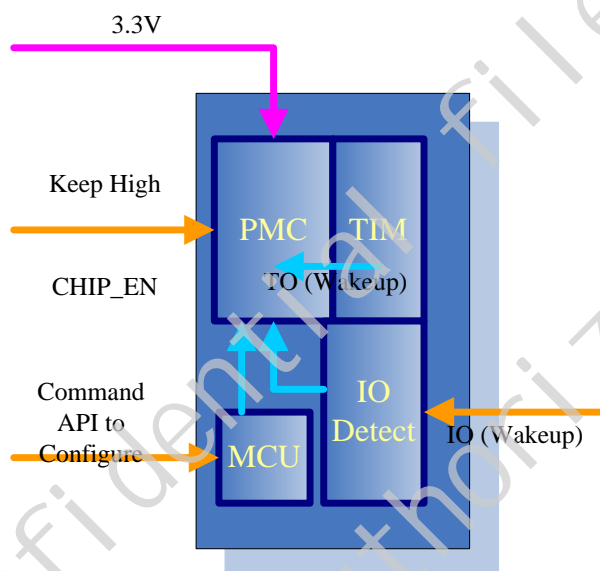 3.3V
Keep High
PMC
TIM
CHIP_EN
TO (Wakeup)
Command
API to
Configure
IO
Detect
MCU
IO (Wakeup)